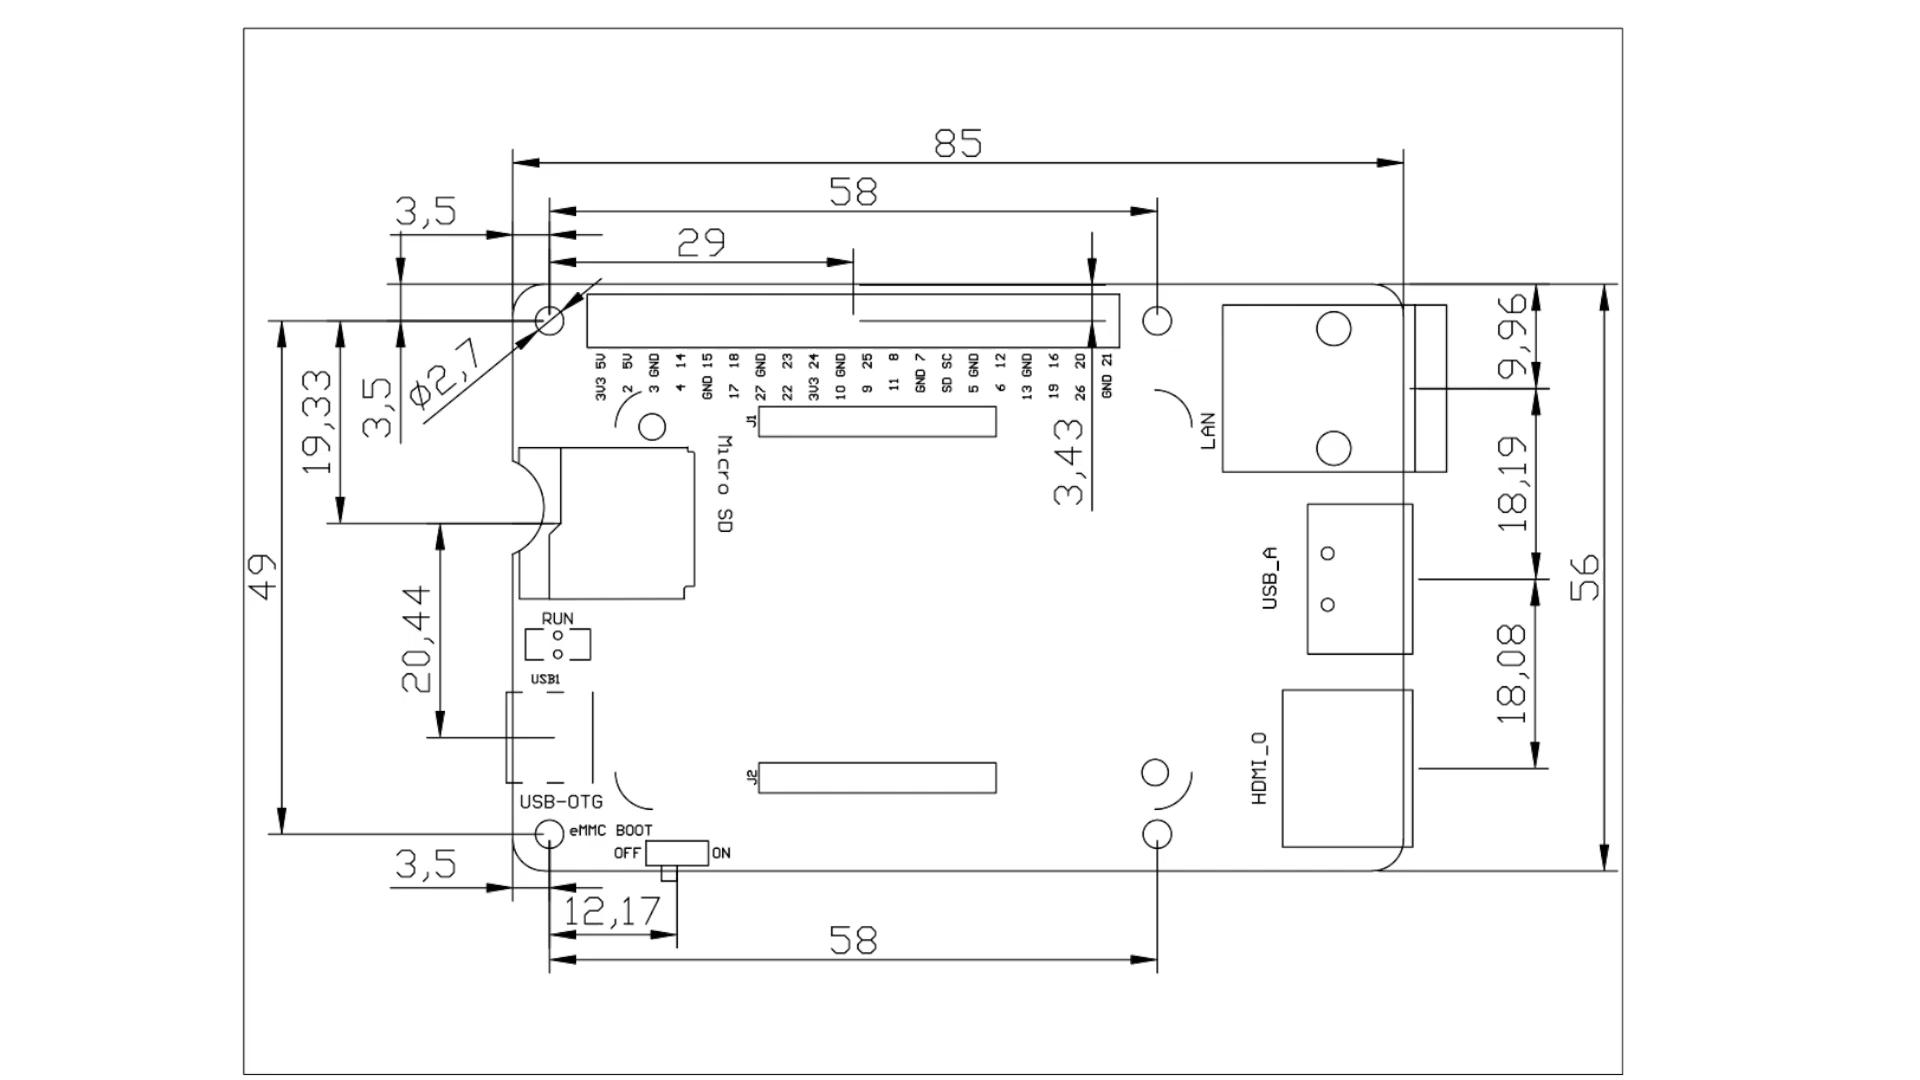 85
58
3,5
29
9,96
Ø2,7
3V3 5V
2 5V
3 GND
4 14
GND 15
17 18
27 GND
22 23
3V3 24
10 GND
9 25
11 8
GND 7
SD SC
5 GND
6 12
13 GND
19 16
26 20
GND 21
3,5
19,33
J1
LAN
Micro SD
3,43
18,19
49
56
USB_A
20,44
RUN
USB1
18,08
HDMI_O
J2
USB-OTG
eMMC BOOT
OFF
ON
3,5
12,17
58